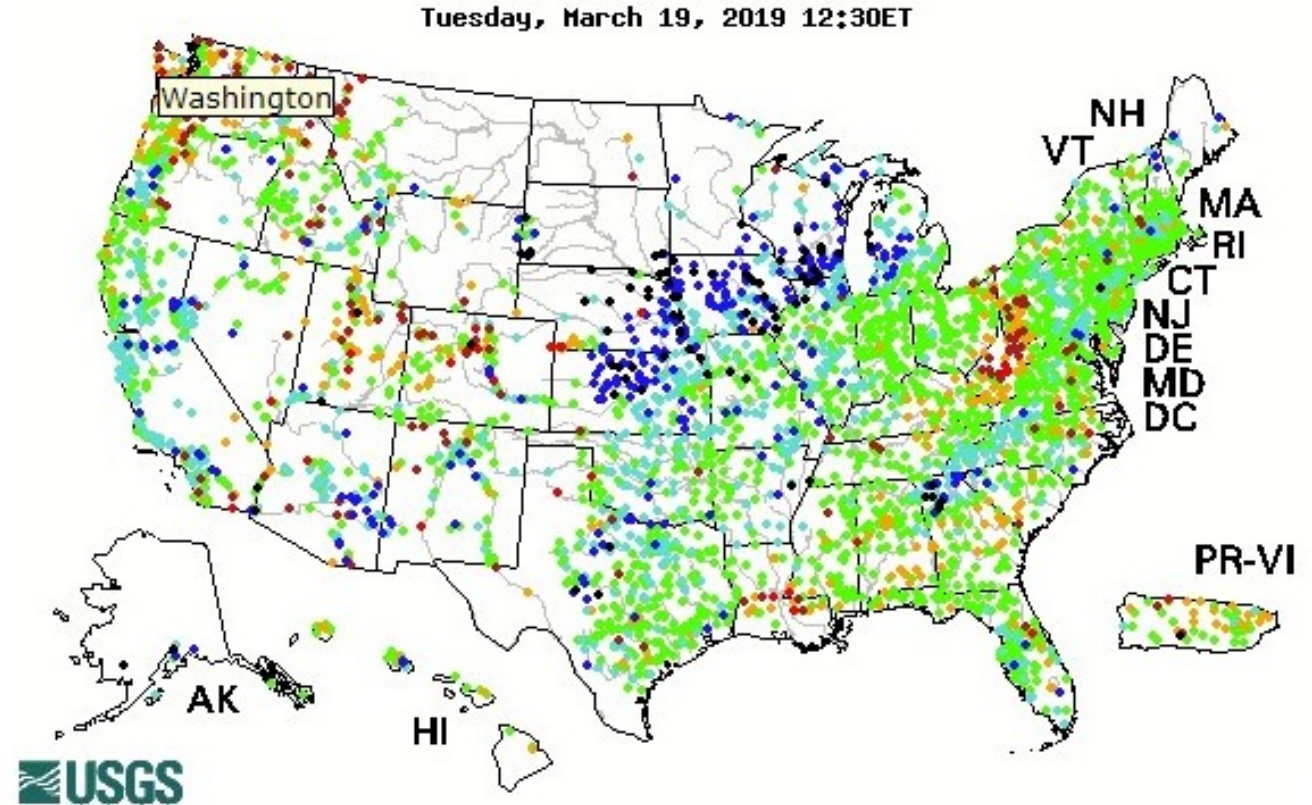 Tuesday, March 19, 2019 12:30ET
Washington
NH
VT
MA
RI
CT
NJ
DE
MD
DC
PR-VI
AK
HI
USGS